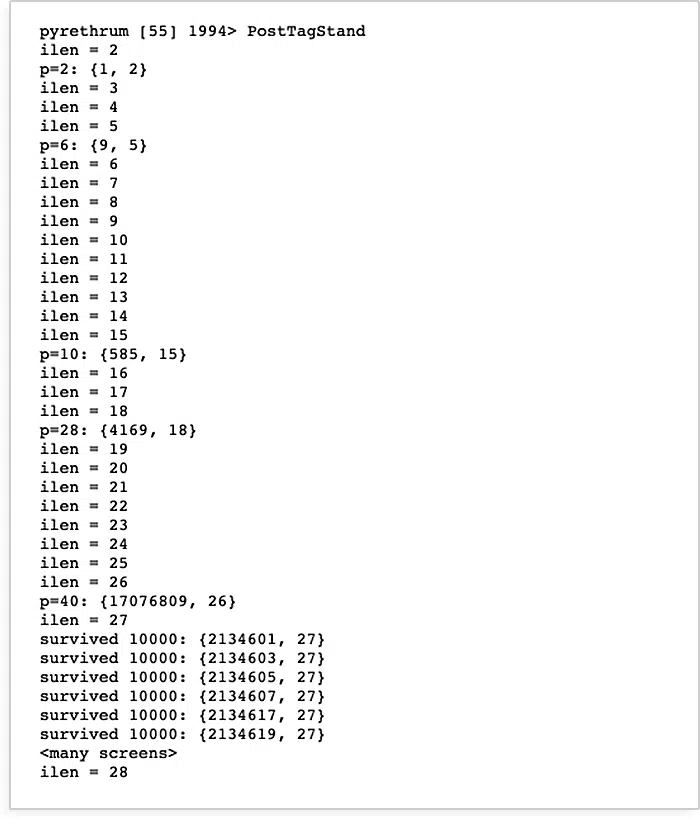 pyrethrum [55] 1994> PostTagStand
ilen = 2
p=2: {1, 2}
ilen = 3
ilen = 4
ilen = 5
p=6: {9, 5}
ilen = 6
ilen = 7
ilen = 8
ilen = 9
ilen = 10
ilen = 11
ilen = 12
ilen = 13
ilen = 14
ilen = 15
p=10: {585, 15}
ilen = 16
ilen = 17
ilen = 18
p=28: {4169, 18}
ilen = 19
ilen = 20
ilen = 21
ilen = 22
ilen = 23
ilen = 24
ilen = 25
ilen = 26
p=40: {17076809, 26}
ilen = 27
survived 10000: {2134601, 27}
survived 10000: {2134603, 27}
survived 10000: {2134605, 27}
survived 10000: {2134607, 27}
survived 10000: {2134617, 27}
survived 10000: {2134619, 27}
<many screens>
ilen = 28